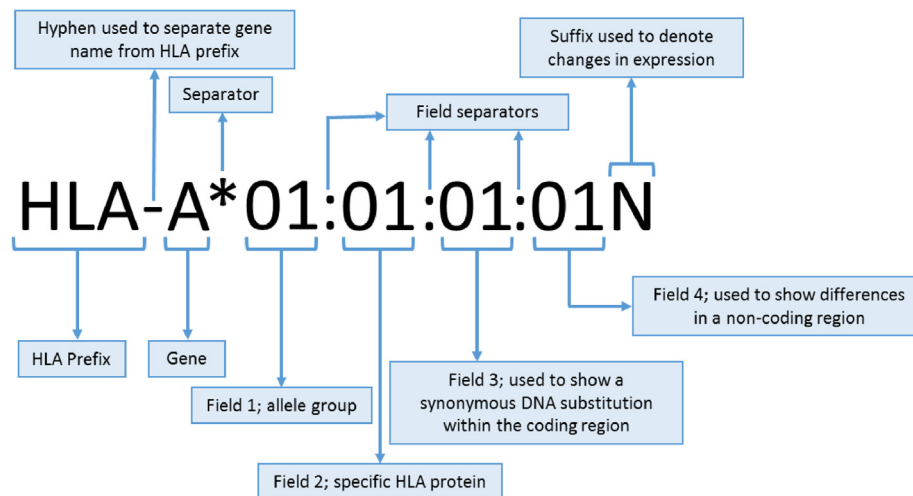 Hyphen used to separate gene
name from HLA prefix
Suffix used to denote
changes in expression
Separator
Field separators
HLA-A*01:01:01:01N
Field 4; used to show differences
in a non-coding region
HLA Prefix
Gene
Field 3; used to show a
synonymous DNA substitution
within the coding region
Field 1; allele group
Field 2; specific HLA protein